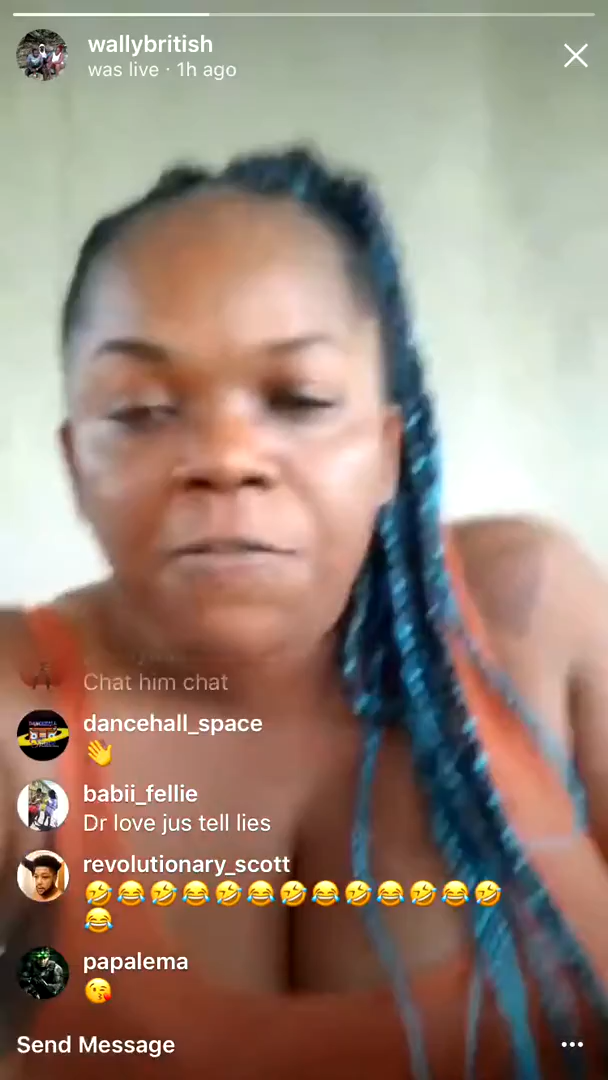 wallybritish
was live · 1h ago
Chat him chat
dancehall_space
👋
babii_fellie
Dr love jus tell lies
revolutionary_scott
🤣😂🤣😂🤣😂🤣😂🤣😂🤣😂🤣
😂
papalema
😘
Send Message